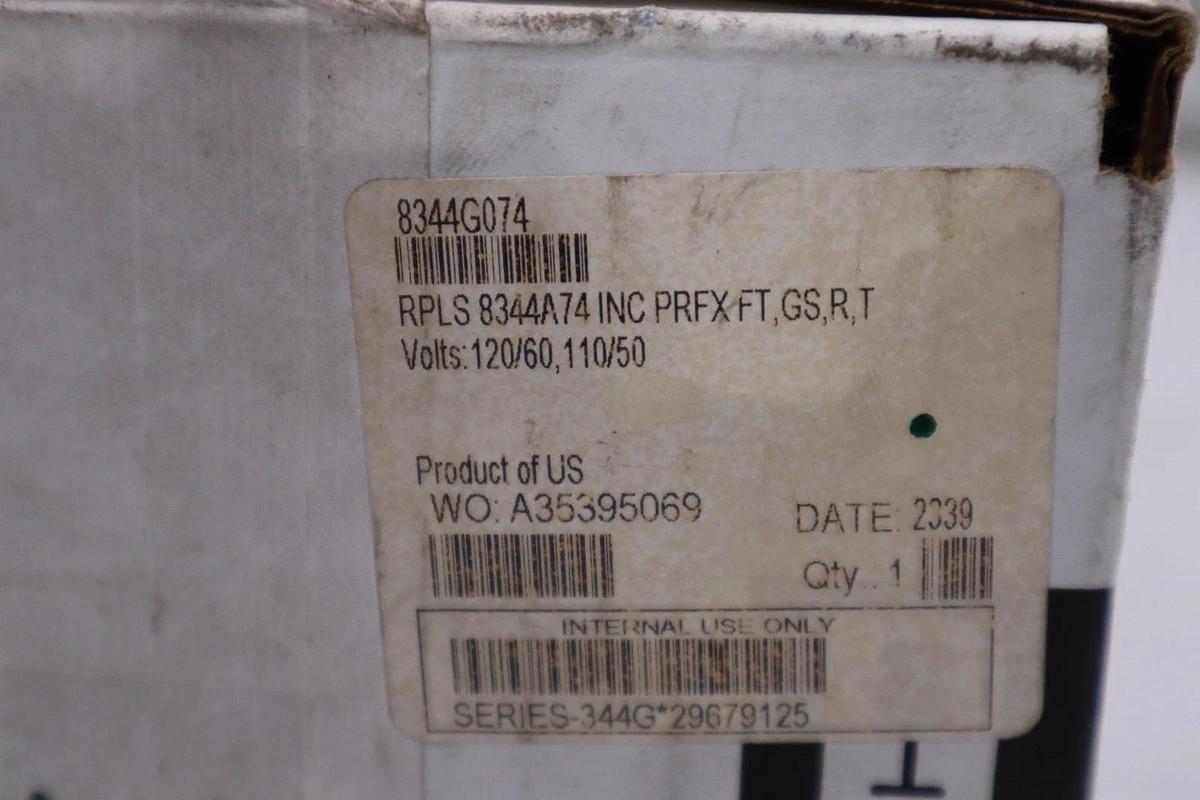 8344G074
RPLS 8344A74 INC PRFX FT,GS,R,T
Volts:120/60,110/50
Product of US
WO: A35395069
DATE: 2339
Qty.: 1
INTERNAL USE ONLY
SERIES-344G*29679125